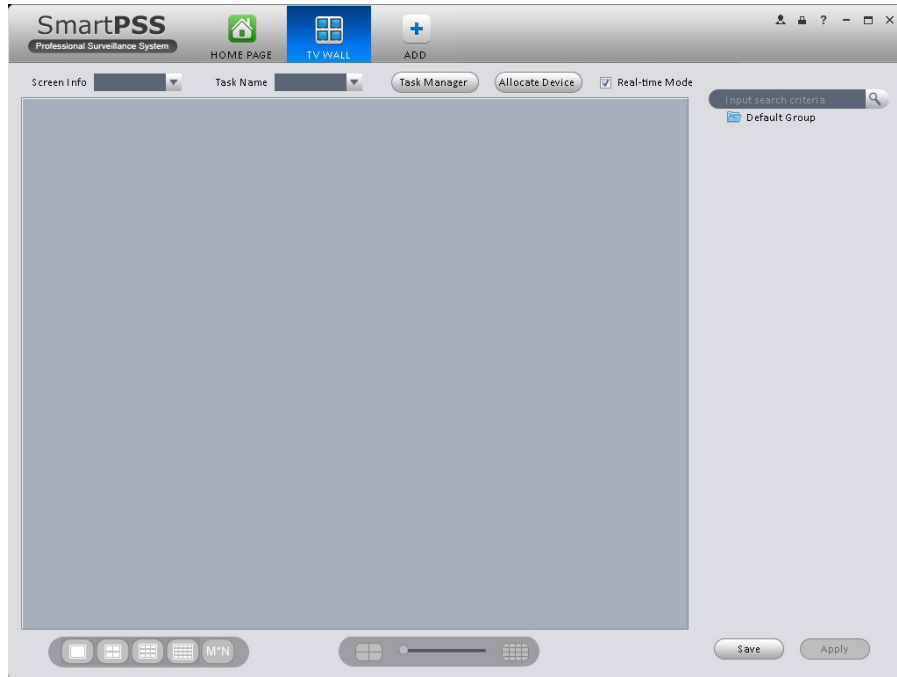 SmartPSS
Professional Surveillance System
HOME PAGE
TV WALL
ADD
?
Screen Info
Task Name
Task Manager
Allocate Device
Real-time Mode
Input search criteria
Default Group
M*N
Save
Apply